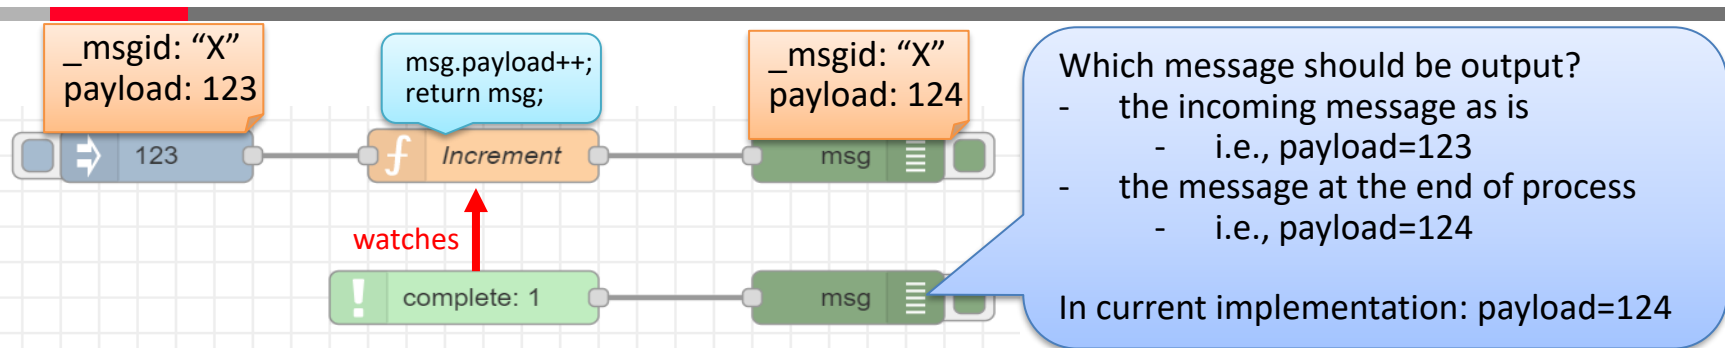 _msgid: “X”
payload: 123
msg.payload++;
return msg;
_msgid: “X”
payload: 124
123
Increment
msg
watches
complete: 1
msg
Which message should be output?
- the incoming message as is
- i.e., payload=123
- the message at the end of process
- i.e., payload=124
In current implementation: payload=124